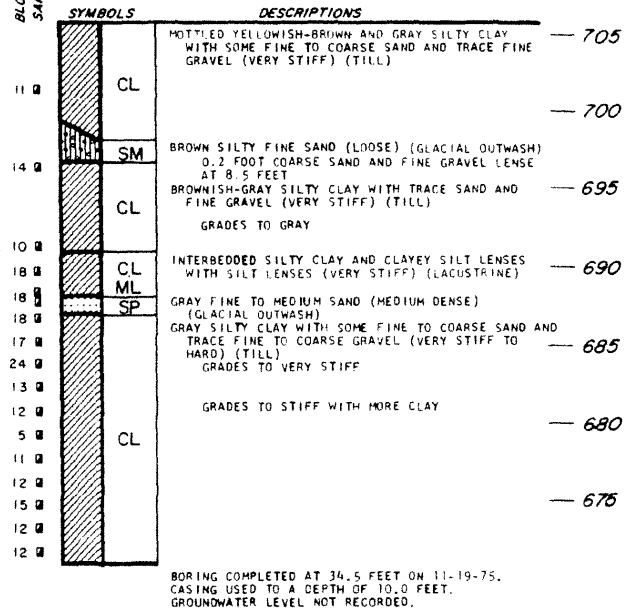 BLO
SAM
SYMBOLS
DESCRIPTIONS
MOTTLED YELLOWISH-BROWN AND GRAY SILTY CLAY
WITH SOME FINE TO COARSE SAND AND TRACE FINE
GRAVEL (VERY STIFF) (TILL)
705
11
CL
700
BROWN SILTY FINE SAND (LOOSE) (GLACIAL OUTWASH)
SM
0.2 FOOT COARSE SAND AND FINE GRAVEL LENSE
AT 8.5 FEET
14
BROWNISH-GRAY SILTY CLAY WITH TRACE SAND AND
FINE GRAVEL (VERY STIFF) (TILL)
695
CL
GRADES TO GRAY
10
INTERBEDDED SILTY CLAY AND CLAYEY SILT LENSES
WITH SILT LENSES (VERY STIFF) (LACUSTRINE)
690
18
CL
ML
18
SP
GRAY FINE TO MEDIUM SAND (MEDIUM DENSE)
(GLACIAL OUTWASH)
18
GRAY SILTY CLAY WITH SOME FINE TO COARSE SAND AND
TRACE FINE TO COARSE GRAVEL (VERY STIFF TO
HARD) (TILL)
17
685
24
GRADES TO VERY STIFF
13
12
GRADES TO STIFF WITH MORE CLAY
5
CL
680
11
12
15
675
12
12
BORING COMPLETED AT 34.5 FEET ON 11-19-75.
CASING USED TO A DEPTH OF 10.0 FEET.
GROUNDWATER LEVEL NOT RECORDED.